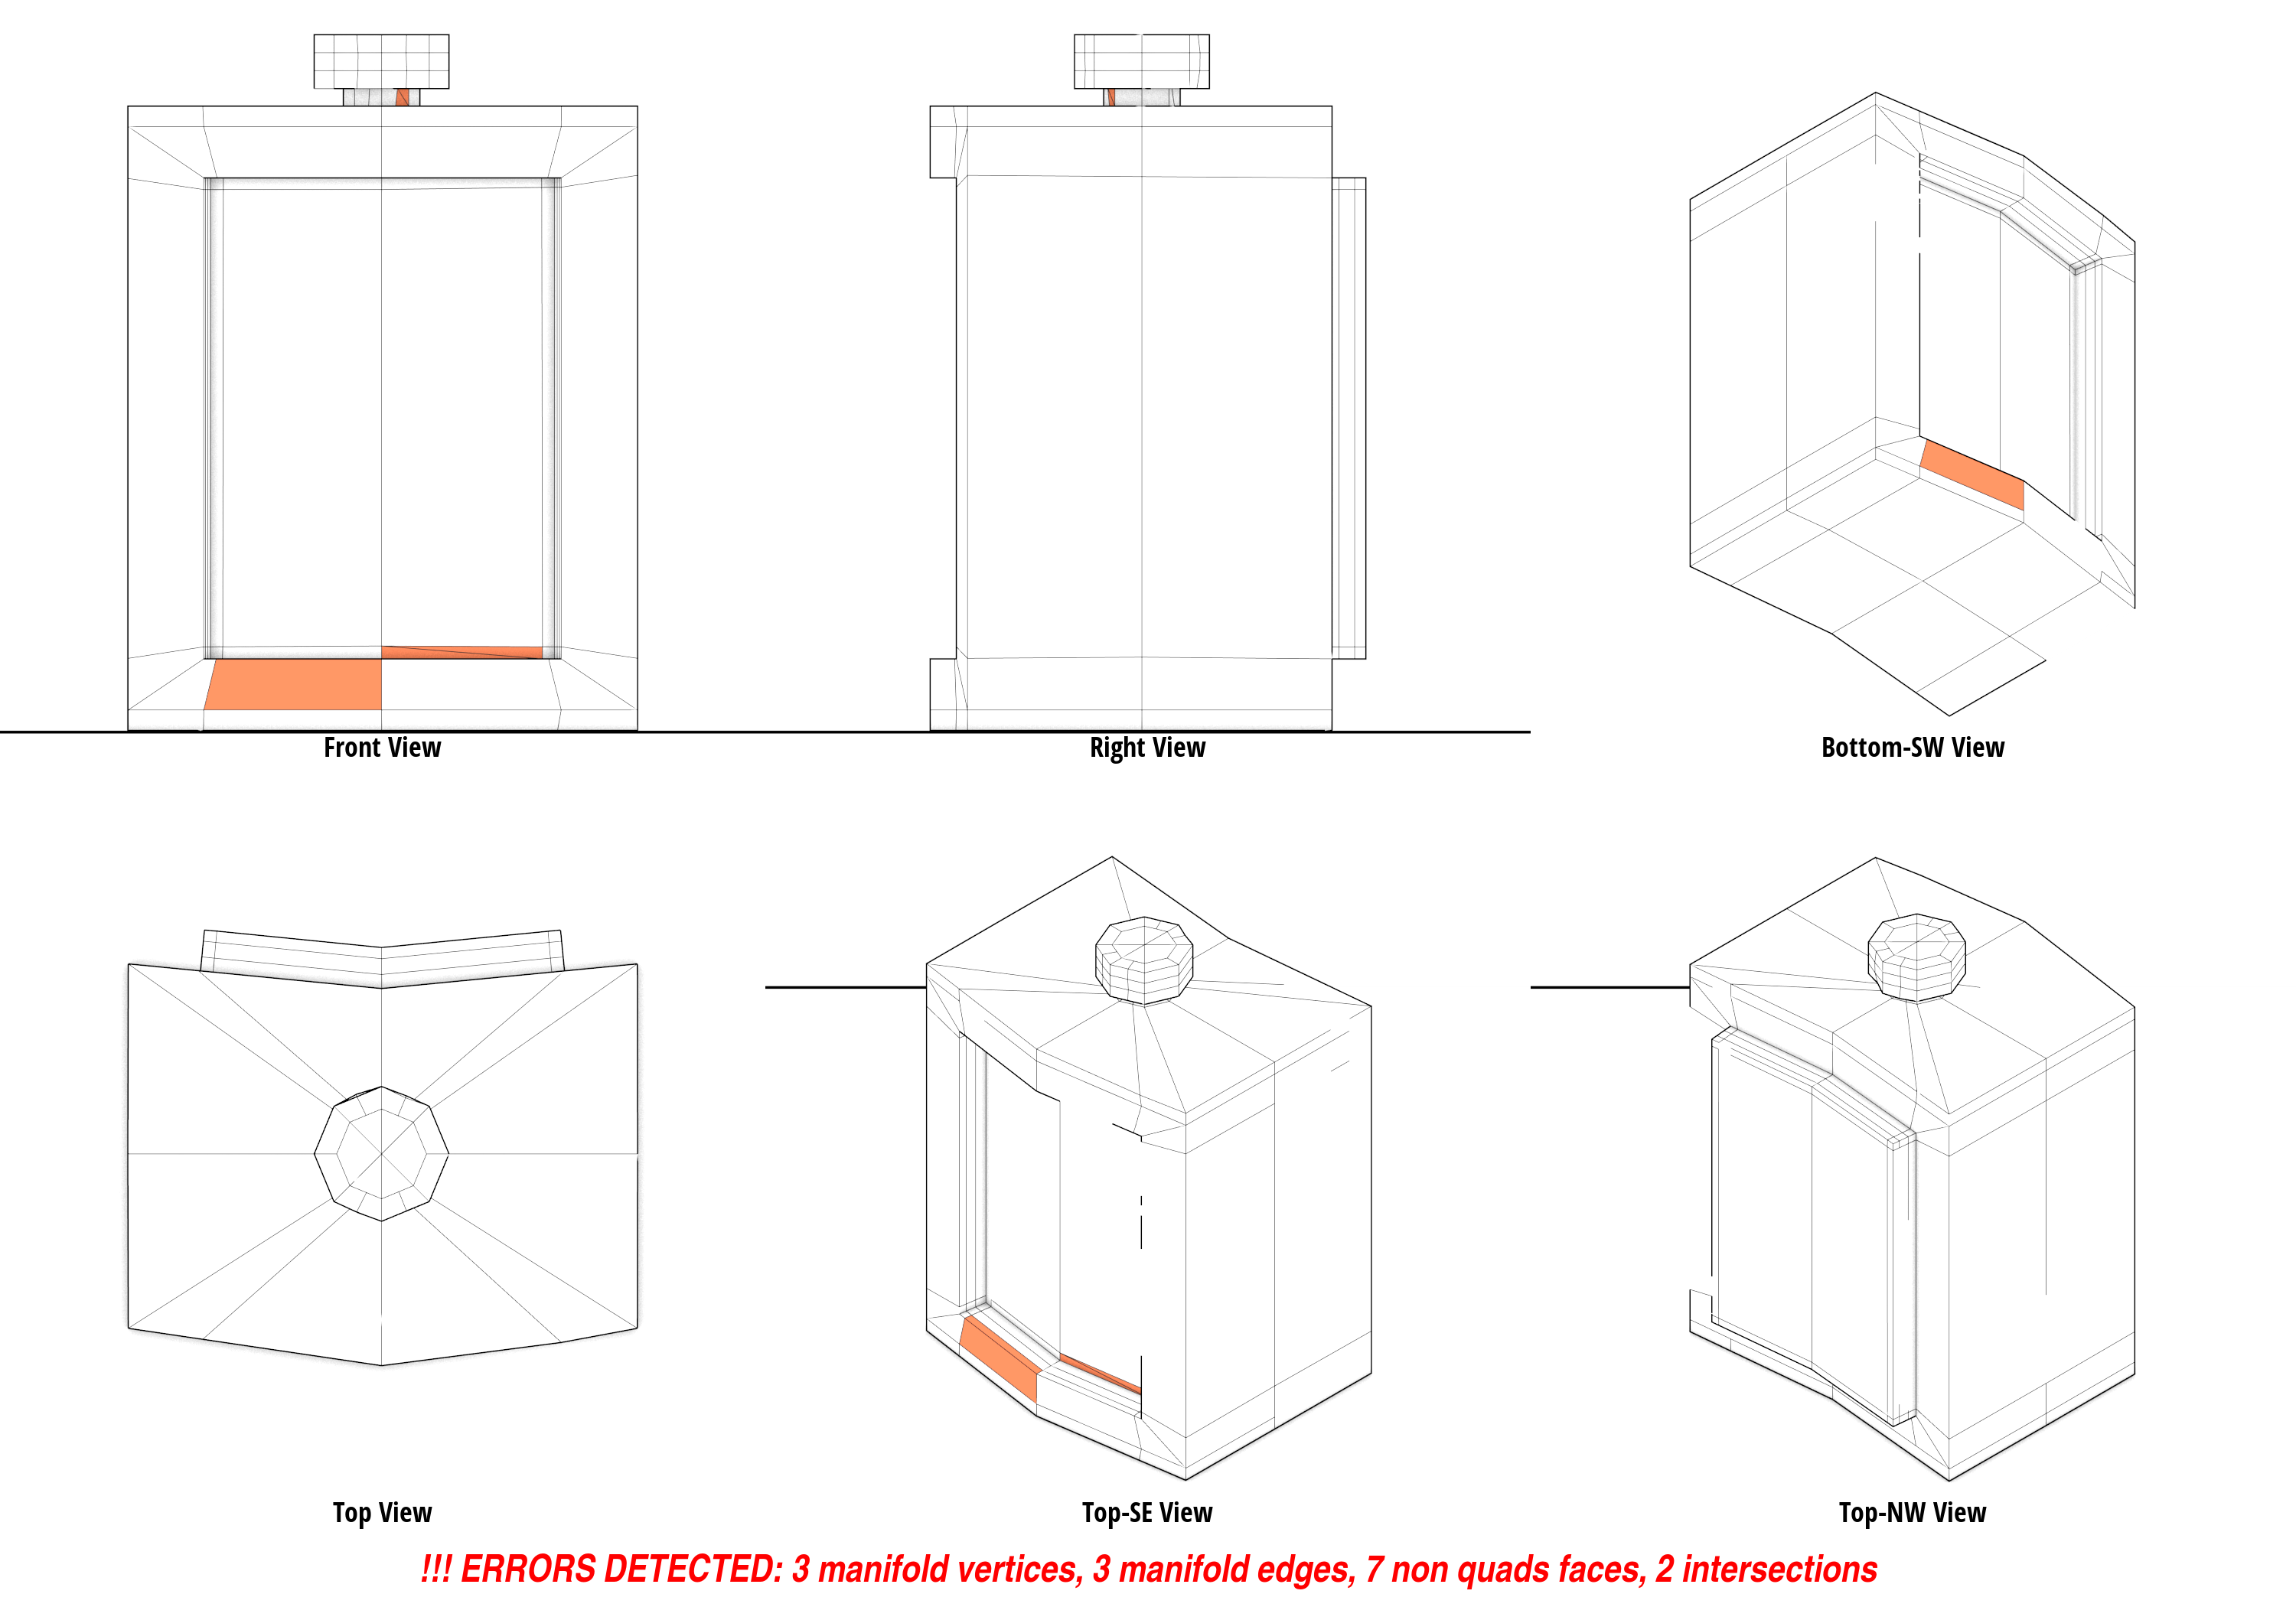 Front View
Right View
Bottom-SW View
Top View
Top-SE View
Top-NW View
!!! ERRORS DETECTED: 3 manifold vertices, 3 manifold edges, 7 non quads faces, 2 intersections